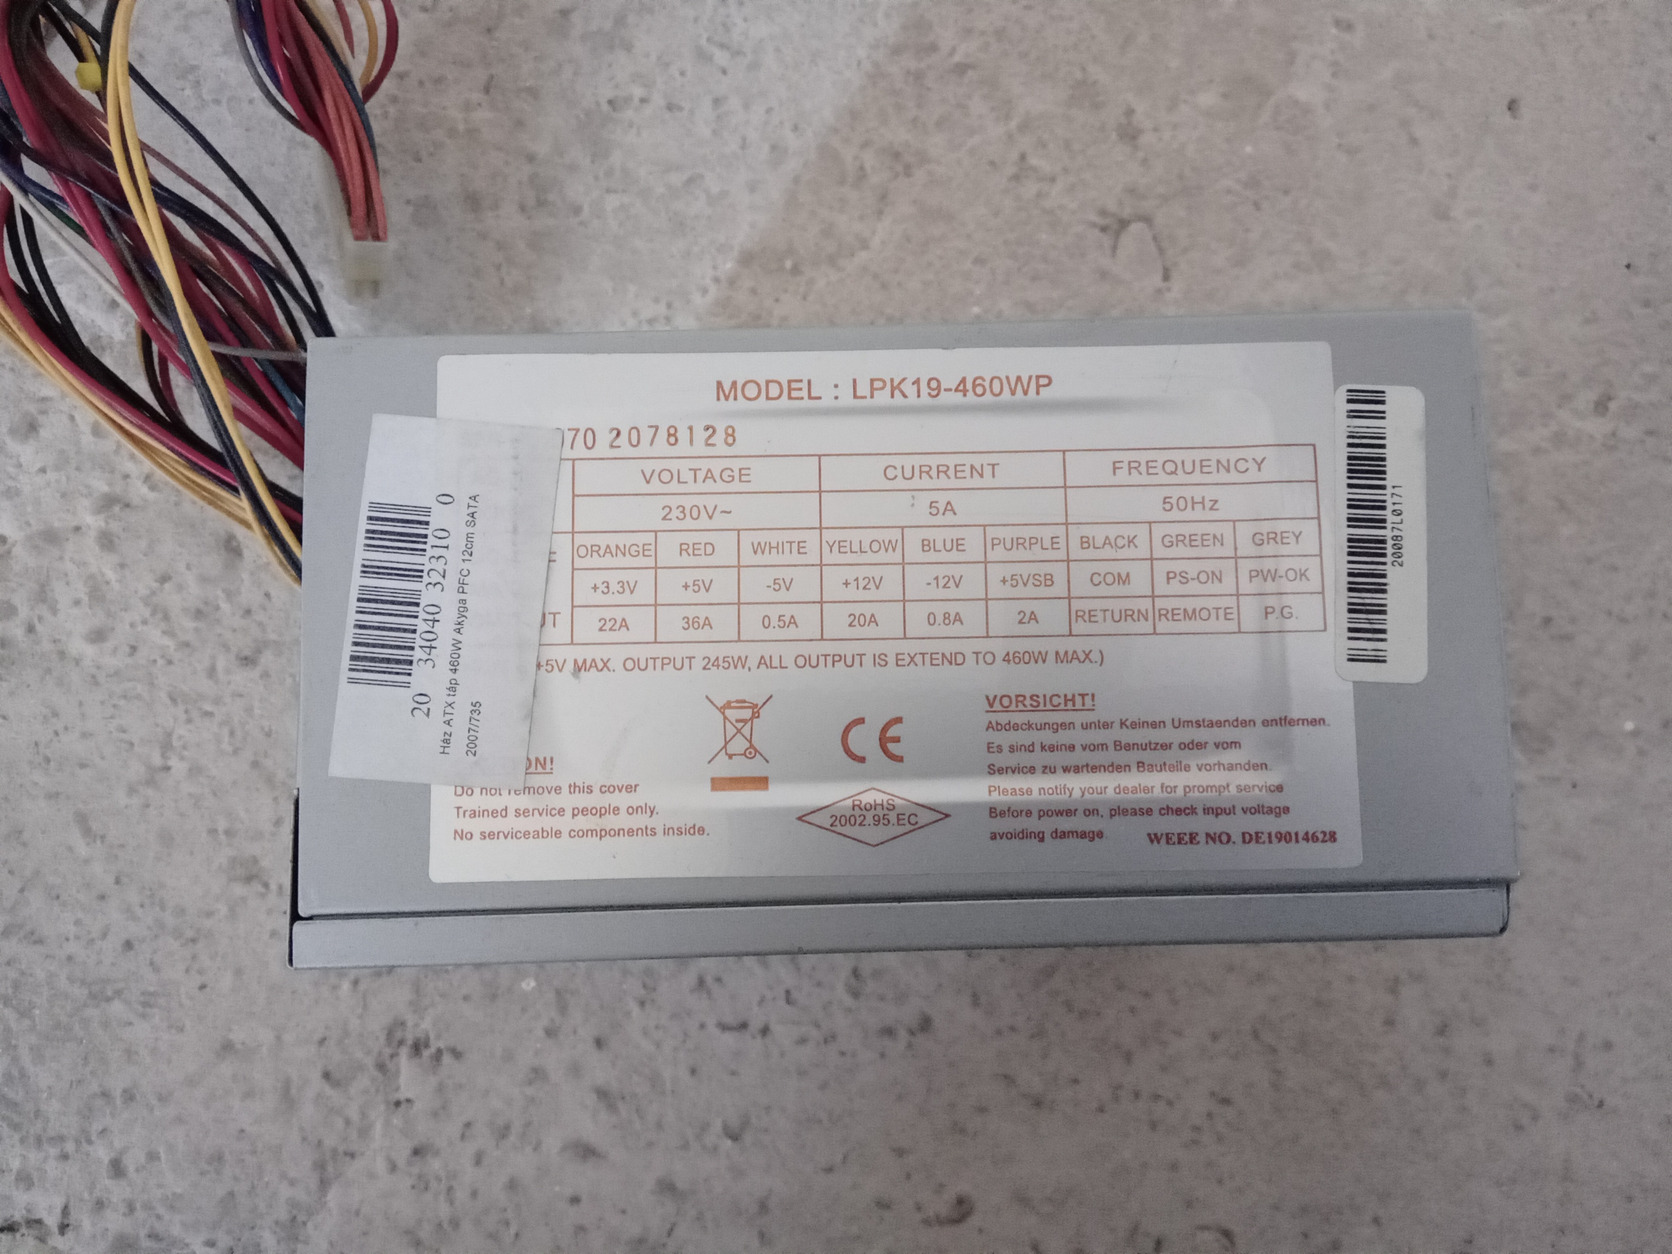 MODEL : LPK19-460WP
70 2078128
VOLTAGE CURRENT FREQUENCY
230V~ 5A 50Hz
ORANGE RED WHITE YELLOW BLUE PURPLE BLACK GREEN GREY
+3.3V +5V -5V +12V -12V +5VSB COM PS-ON PW-OK
22A 36A 0.5A 20A 0.8A 2A RETURN REMOTE P.G.
+5V MAX. OUTPUT 245W, ALL OUTPUT IS EXTEND TO 460W MAX.)
ON!
Do not remove this cover
Trained service people only.
No serviceable components inside.
RoHS
2002.95.EC
VORSICHT!
Abdeckungen unter Keinen Umstaenden entfernen.
Es sind keine vom Benutzer oder vom
Service zu wartenden Bauteile vorhanden.
Please notify your dealer for prompt service
Before power on, please check input voltage
avoiding damage
WEEE NO. DE19014628
20 34040 32310 0
Ház ATX táp 460W Akyga PFC 12cm SATA
2007/735
20087L0171